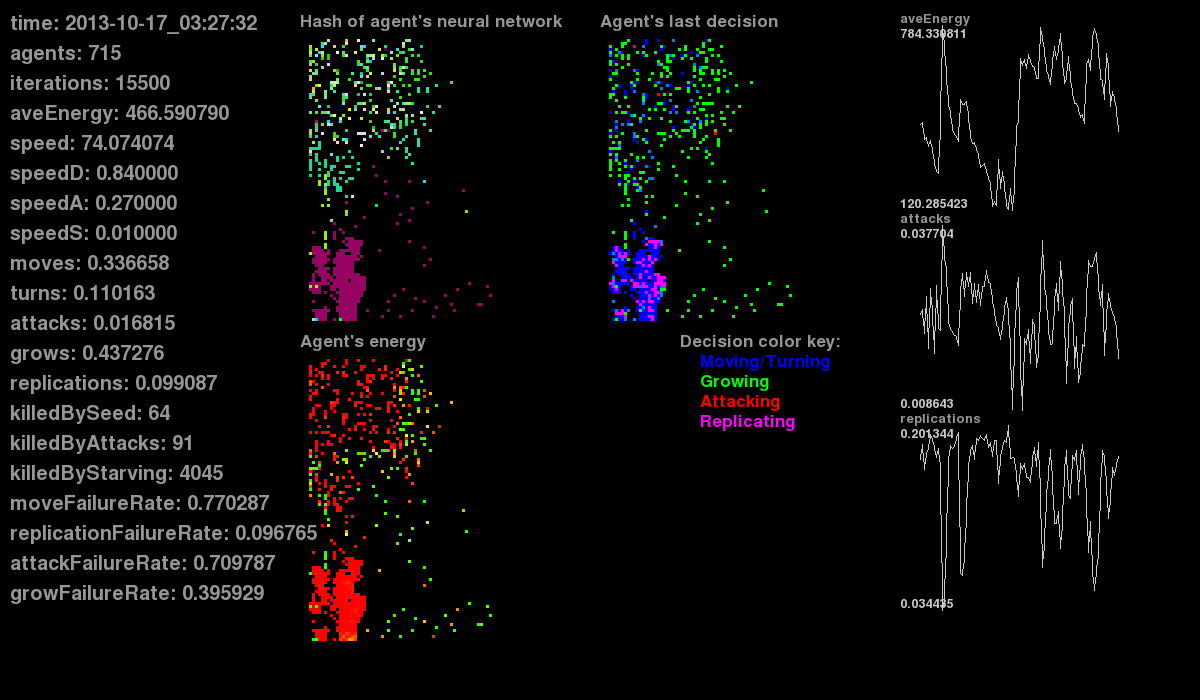 time: 2013-10-17_03:27:32
agents: 715
iterations: 15500
aveEnergy: 466.590790
speed: 74.074074
speedD: 0.840000
speedA: 0.270000
speedS: 0.010000
moves: 0.336658
turns: 0.110163
attacks: 0.016815
grows: 0.437276
replications: 0.099087
killedBySeed: 64
killedByAttacks: 91
killedByStarving: 4045
moveFailureRate: 0.770287
replicationFailureRate: 0.096765
attackFailureRate: 0.709787
growFailureRate: 0.395929
Hash of agent's neural network
Agent's last decision
Agent's energy
Decision color key:
Moving/Turning
Growing
Attacking
Replicating
aveEnergy
784.330811
120.285423
attacks
0.037704
0.008643
replications
0.201344
0.034435